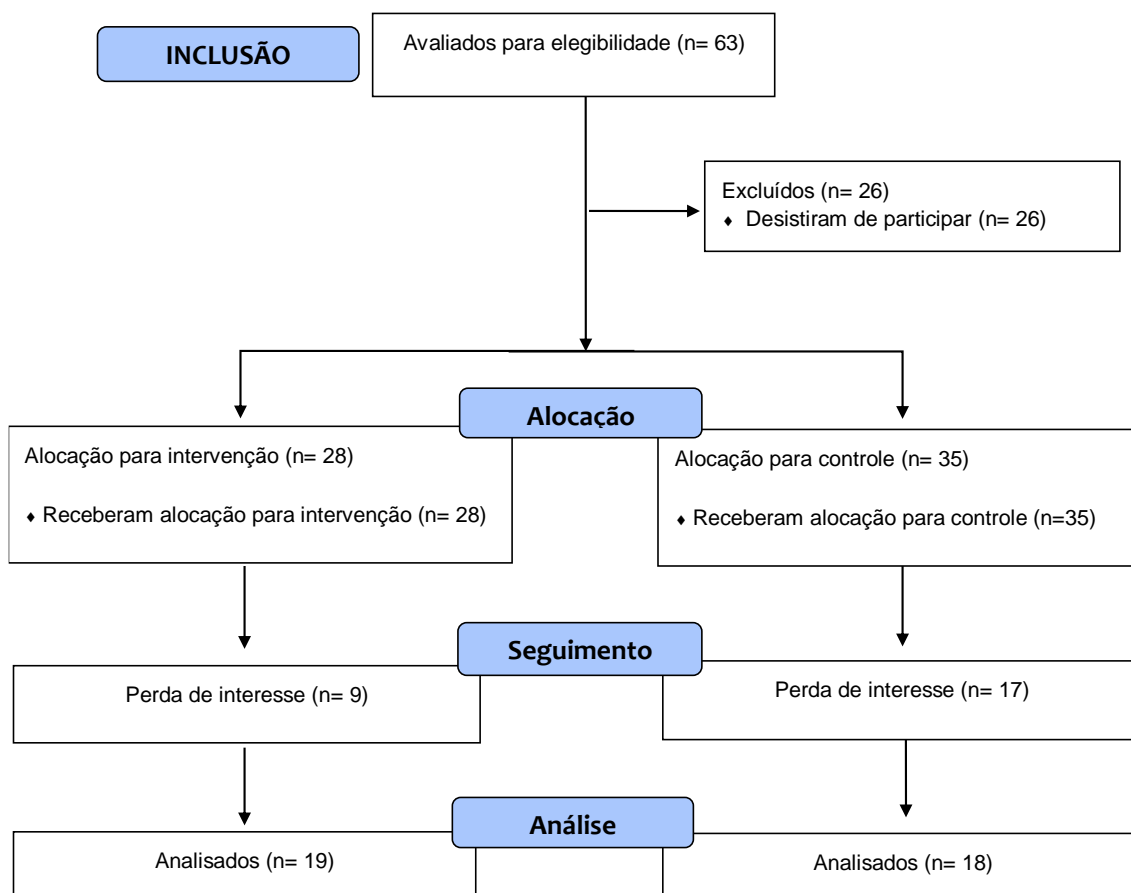 INCLUSÃO
Avaliados para elegibilidade (n= 63)
Excluídos (n= 26)
♦ Desistiram de participar (n= 26)
Alocação
Alocação para intervenção (n= 28)
♦ Receberam alocação para intervenção (n= 28)
Alocação para controle (n= 35)
♦ Receberam alocação para controle (n=35)
Seguimento
Perda de interesse (n= 9)
Perda de interesse (n= 17)
Análise
Analisados (n= 19)
Analisados (n= 18)